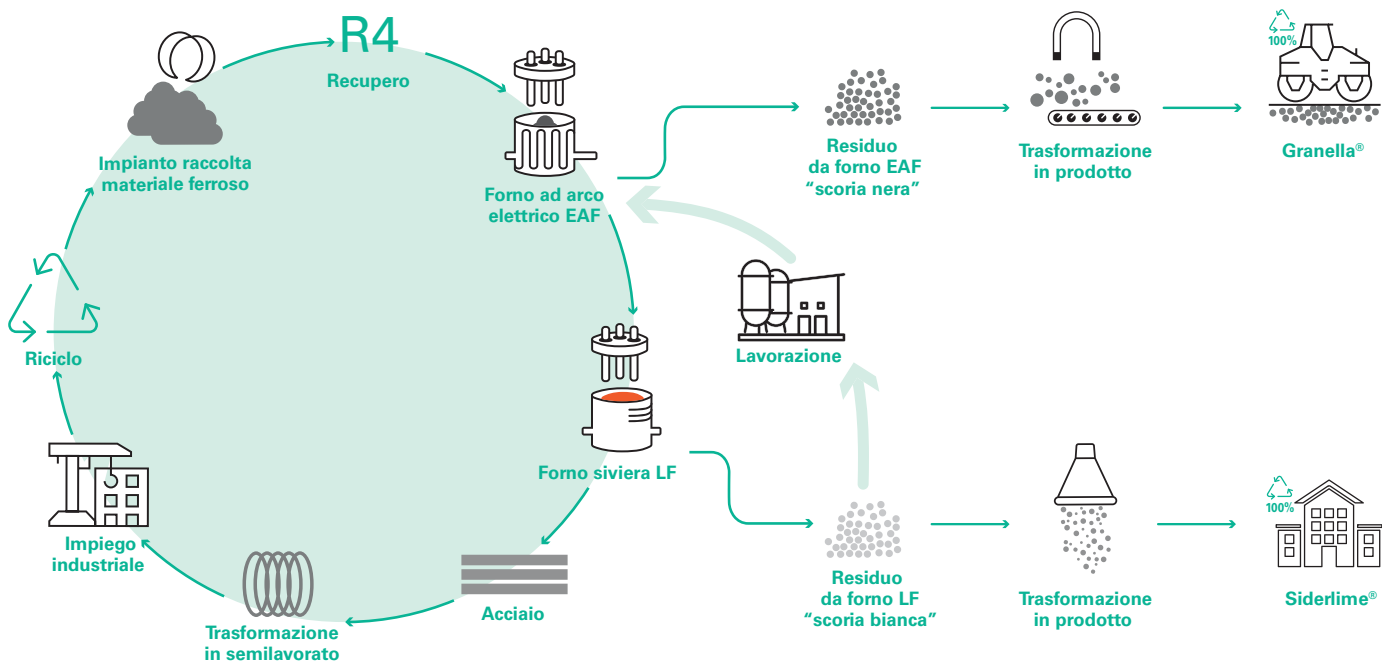 R4
Recupero
Impianto raccolta
materiale ferroso
Forno ad arco
elettrico EAF
Residuo
da forno EAF
“scoria nera”
Trasformazione
in prodotto
100%
Granella®
Riciclo
Lavorazione
Forno siviera LF
Impiego
industriale
Acciaio
Trasformazione
in semilavorato
Residuo
da forno LF
“scoria bianca”
Trasformazione
in prodotto
100%
Siderlime®